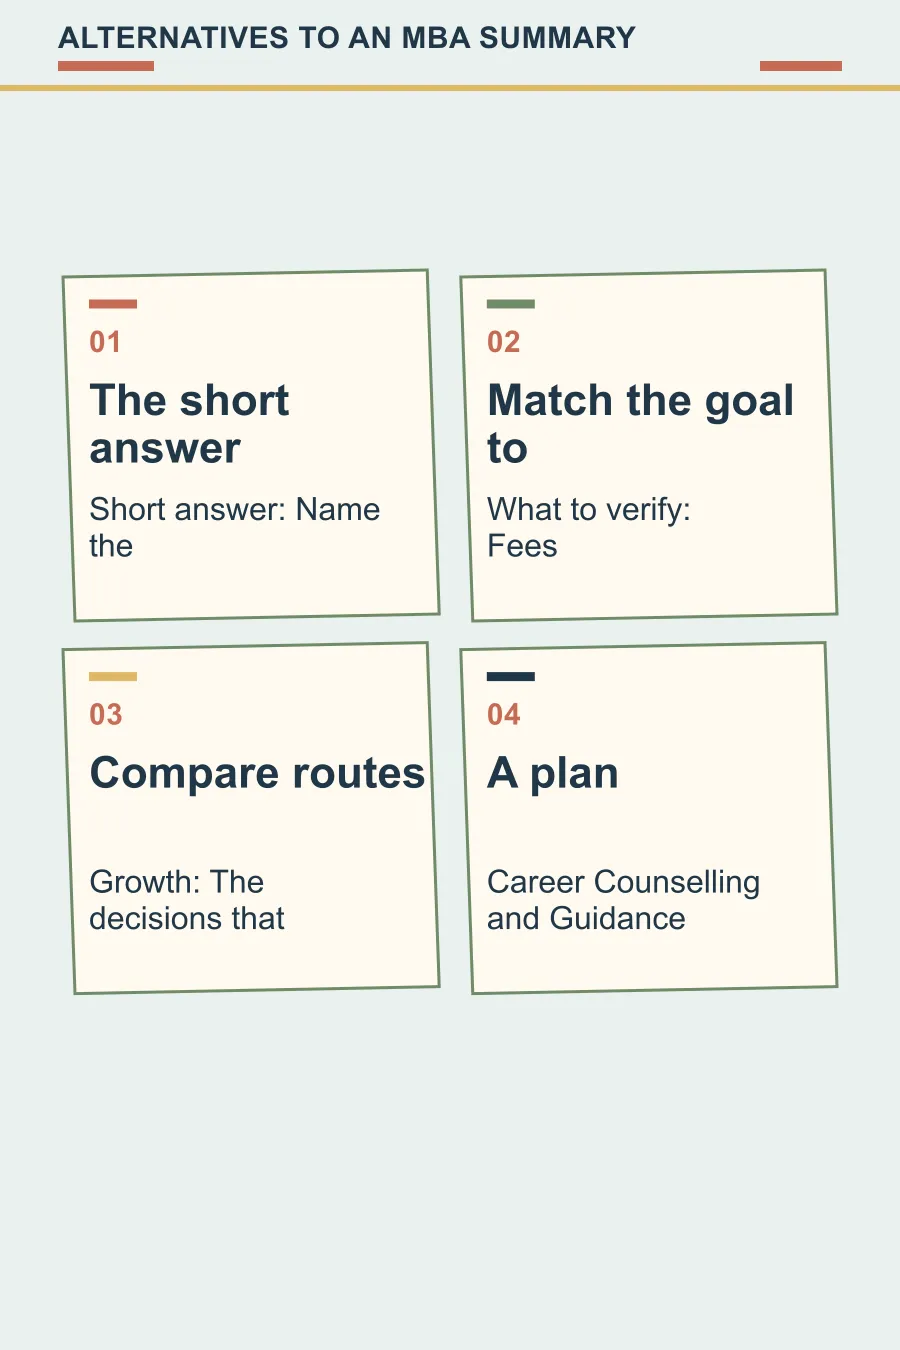 ALTERNATIVES TO AN MBA SUMMARY
01
The short
answer
Short answer: Name
the
02
Match the goal
to
What to verify:
Fees
03
Compare routes
Growth: The
decisions that
04
A plan
Career Counselling
and Guidance